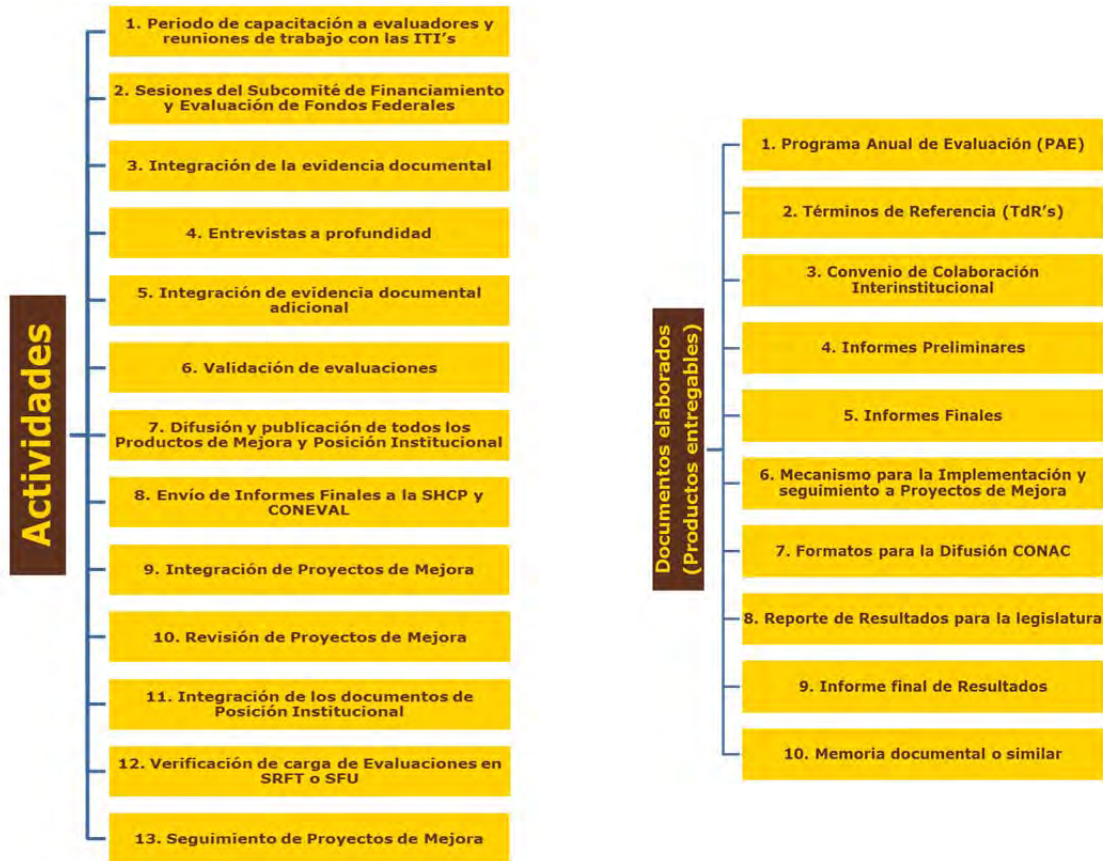 Actividades
1. Periodo de capacitación a evaluadores y
reuniones de trabajo con las ITI's
2. Sesiones del Subcomité de Financiamiento
y Evaluación de Fondos Federales
3. Integración de la evidencia documental
4. Entrevistas a profundidad
5. Integración de evidencia documental
adicional
6. Validación de evaluaciones
7. Difusión y publicación de todos los
Productos de Mejora y Posición Institucional
8. Envío de Informes Finales a la SHCP y
CONEVAL
9. Integración de Proyectos de Mejora
10. Revisión de Proyectos de Mejora
11. Integración de los documentos de
Posición Institucional
12. Verificación de carga de Evaluaciones en
SRFT o SFU
13. Seguimiento de Proyectos de Mejora
Documentos elaborados
(Productos entregables)
1. Programa Anual de Evaluación (PAE)
2. Términos de Referencia (TdR's)
3. Convenio de Colaboración
Interinstitucional
4. Informes Preliminares
5. Informes Finales
6. Mecanismo para la Implementación y
seguimiento a Proyectos de Mejora
7. Formatos para la Difusión CONAC
8. Reporte de Resultados para la legislatura
9. Informe final de Resultados
10. Memoria documental o similar